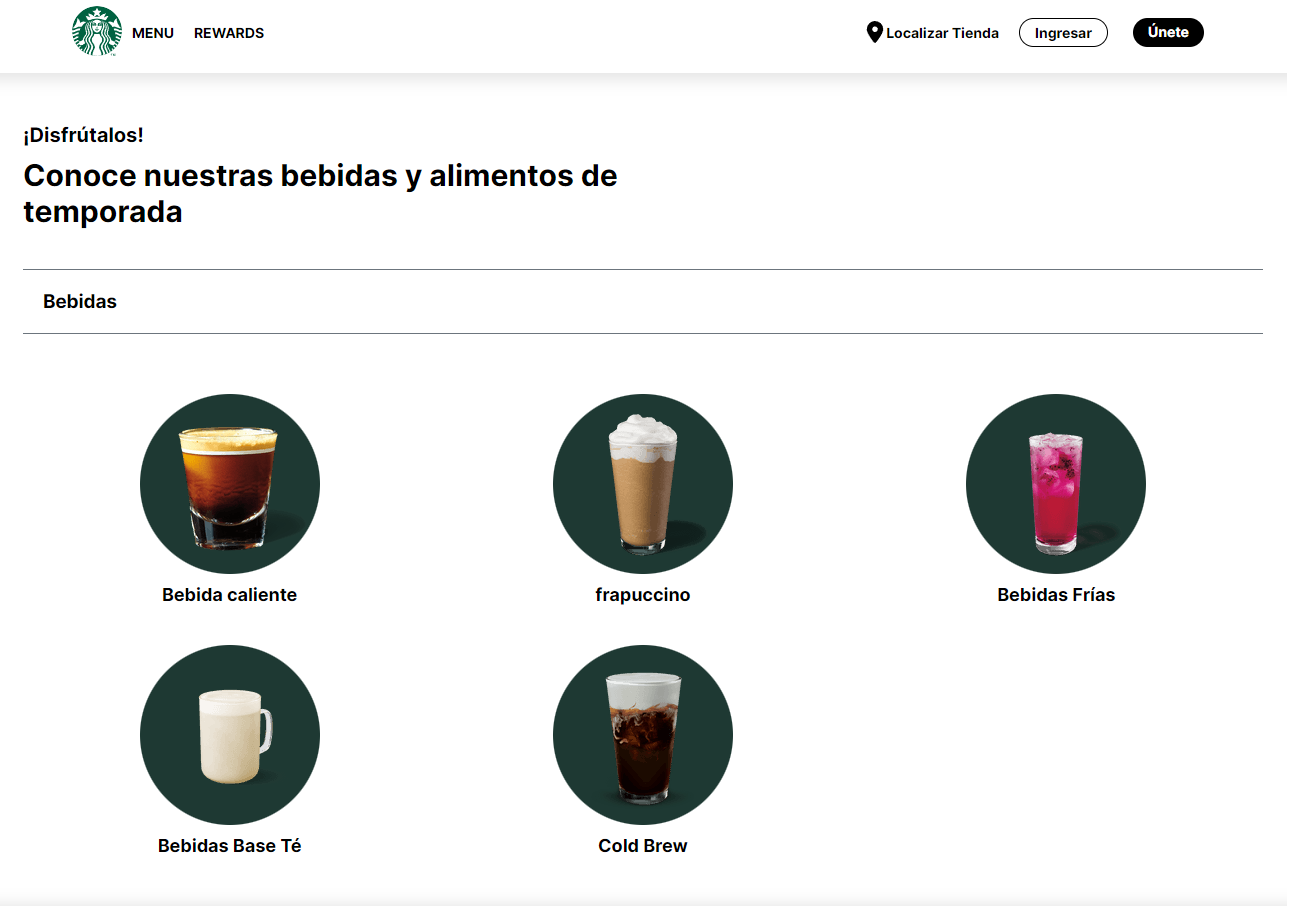 MENU REWARDS Localizar Tienda Ingresar Únete
¡Disfrútalos!
Conoce nuestras bebidas y alimentos de
temporada
Bebidas
Bebida caliente frapuccino Bebidas Frías
Bebidas Base Té Cold Brew